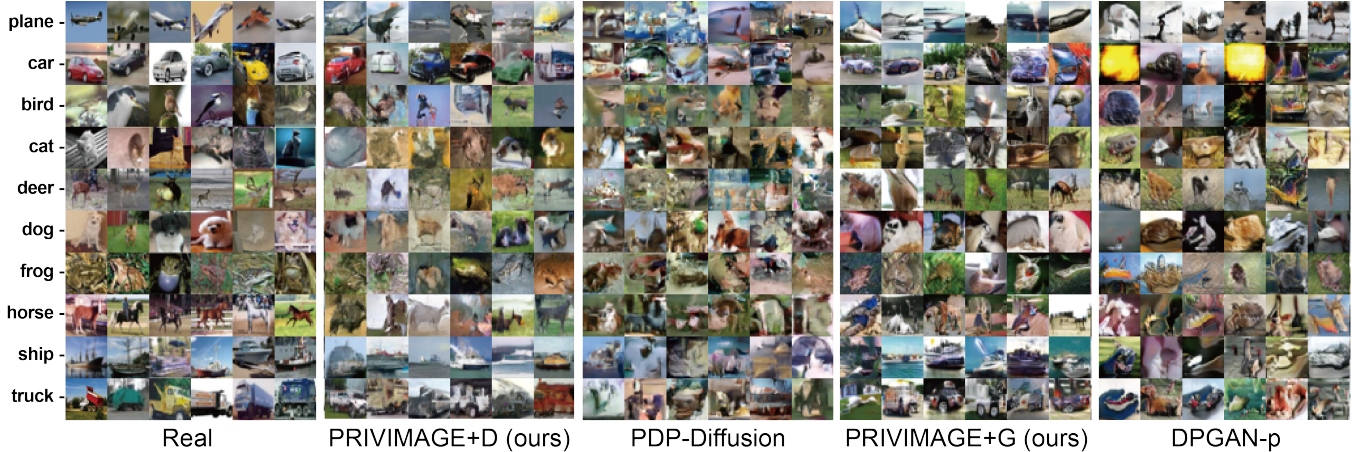 plane -
car -
bird -
cat -
deer -
dog -
frog -
horse -
ship -
truck -
Real PRIVIMAGE+D (ours) PDP-Diffusion PRIVIMAGE+G (ours) DPGAN-p